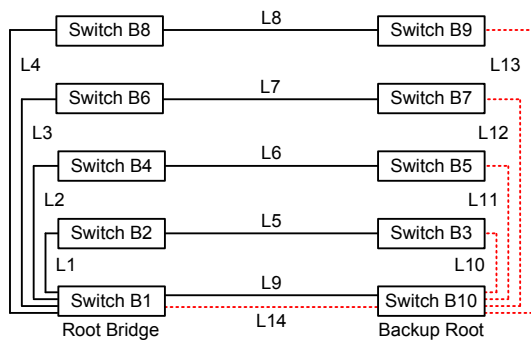 L8
Switch B8
Switch B9
L4
L13
L7
Switch B6
Switch B7
L3
L12
L6
Switch B4
Switch B5
L2
L11
L5
Switch B2
Switch B3
L1
L10
L9
Switch B1
Switch B10
L14
Root Bridge
Backup Root